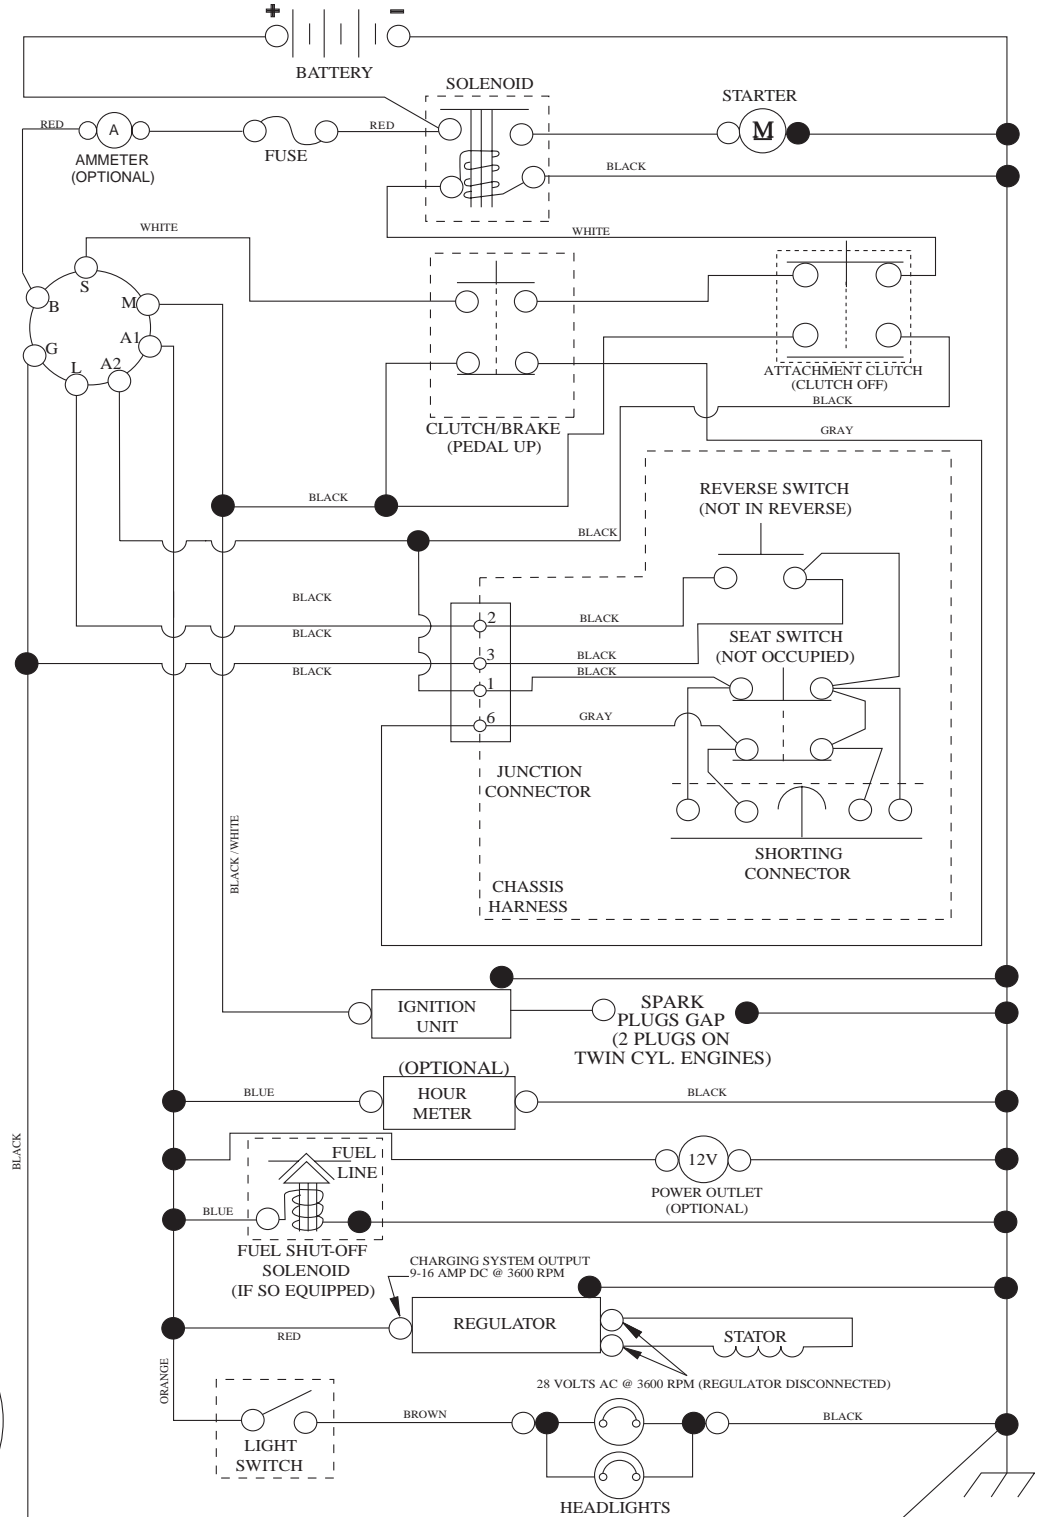 + –
BATTERY
SOLENOID
STARTER
RED
A
RED
M
FUSE
AMMETER
(OPTIONAL)
BLACK
WHITE
WHITE
S
B
M
A1
G
L
A2
ATTACHMENT CLUTCH
(CLUTCH OFF)
BLACK
CLUTCH/BRAKE
(PEDAL UP)
GRAY
REVERSE SWITCH
(NOT IN REVERSE)
BLACK
BLACK
BLACK
2
BLACK
BLACK
SEAT SWITCH
(NOT OCCUPIED)
3
BLACK
BLACK
BLACK
1
6
GRAY
JUNCTION
CONNECTOR
BLACK / WHITE
SHORTING
CONNECTOR
CHASSIS
HARNESS
IGNITION
UNIT
SPARK
PLUGS GAP
(2 PLUGS ON
TWIN CYL. ENGINES)
(OPTIONAL)
BLUE
HOUR
METER
BLACK
BLACK
FUEL
LINE
12V
POWER OUTLET
(OPTIONAL)
BLUE
FUEL SHUT-OFF
SOLENOID
(IF SO EQUIPPED)
CHARGING SYSTEM OUTPUT
9-16 AMP DC @ 3600 RPM
REGULATOR
STATOR
RED
ORANGE
28 VOLTS AC @ 3600 RPM (REGULATOR DISCONNECTED)
BROWN
BLACK
LIGHT
SWITCH
HEADLIGHTS